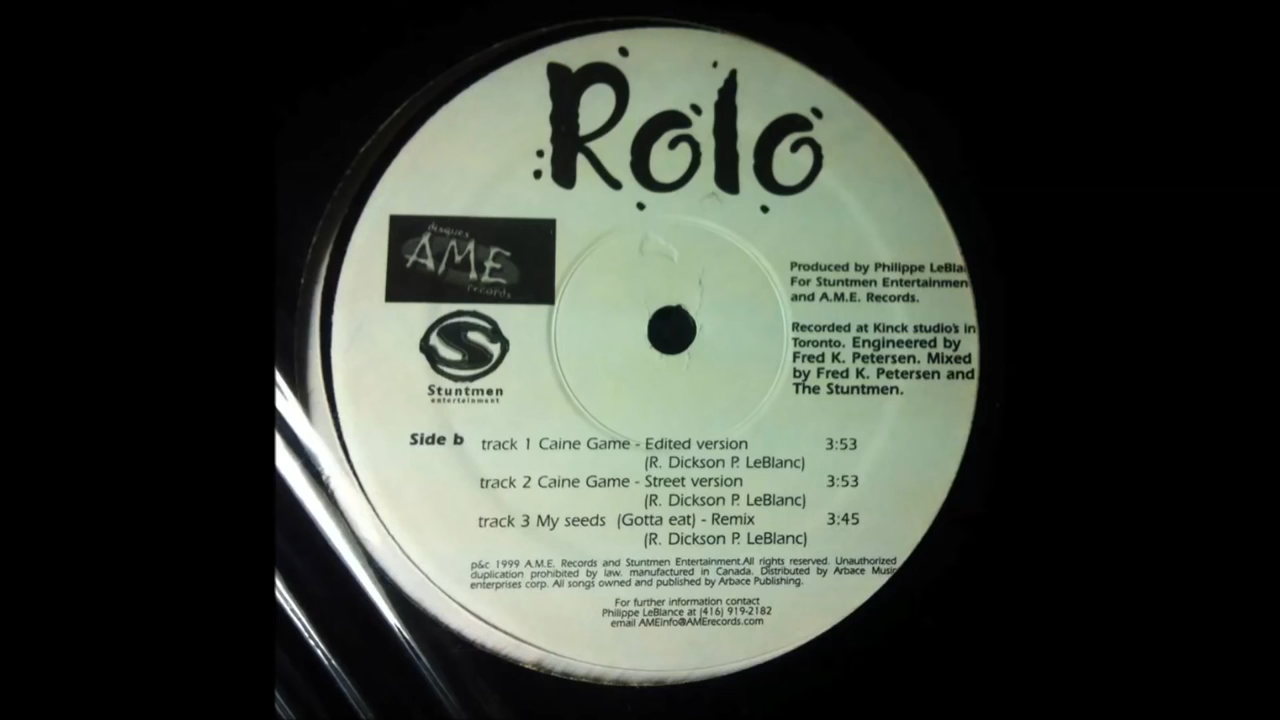 Rolo
disques
AME
records
Stuntmen
entertainment
Produced by Philippe LeBla
For Stuntmen Entertainmen
and A.M.E. Records.
Recorded at Kinck studio's in
Toronto. Engineered by
Fred K. Petersen. Mixed
by Fred K. Petersen and
The Stuntmen.
Side b
track 1 Caine Game - Edited version 3:53
(R. Dickson P. LeBlanc)
track 2 Caine Game - Street version 3:53
(R. Dickson P. LeBlanc)
track 3 My seeds (Gotta eat) - Remix 3:45
(R. Dickson P. LeBlanc)
p&c 1999 A.M.E. Records and Stuntmen Entertainment.All rights reserved. Unauthorized
duplication prohibited by law. manufactured in Canada. Distributed by Arbace Music
enterprises corp. All songs owned and published by Arbace Publishing.
For further information contact
Philippe LeBlance at (416) 919-2182
email AMEinfo@AMErecords.com